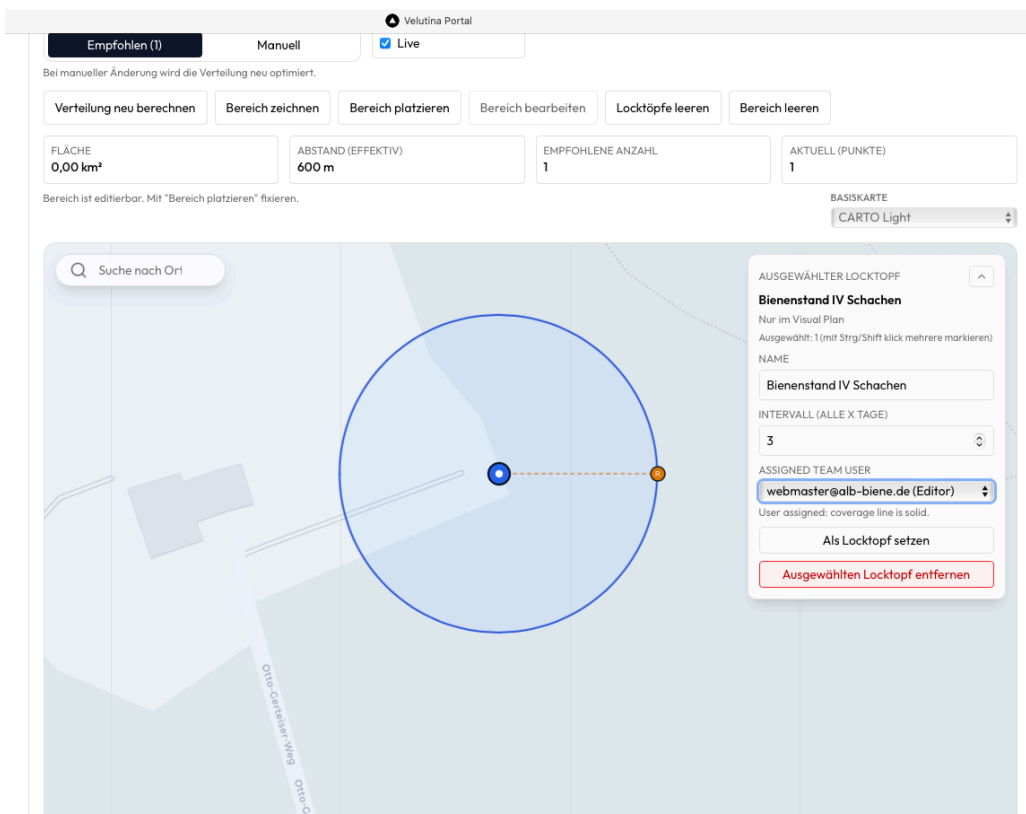 Velutina Portal
Empfohlen (1)
Manuell
Live
Bei manueller Änderung wird die Verteilung neu optimiert.
Verteilung neu berechnen
Bereich zeichnen
Bereich platzieren
Bereich bearbeiten
Locktöpfe leeren
Bereich leeren
FLÄCHE
0,00 km²
ABSTAND (EFFEKTIV)
600 m
EMPFOHLENE ANZAHL
1
AKTUELL (PUNKTE)
1
Bereich ist editierbar. Mit "Bereich platzieren" fixieren.
BASISKARTE
CARTO Light
Suche nach Ort
AUSGEWÄHLTER LOCKTOPF
Bienenstand IV Schachen
Nur im Visual Plan
Ausgewählt: 1 (mit Strg/Shift klick mehrere markieren)
NAME
Bienenstand IV Schachen
INTERVALL (ALLE X TAGE)
3
ASSIGNED TEAM USER
webmaster@alb-biene.de (Editor)
User assigned: coverage line is solid.
Als Locktopf setzen
Ausgewählten Locktopf entfernen
R
Otto-Gerteiser-Weg
Otto-G